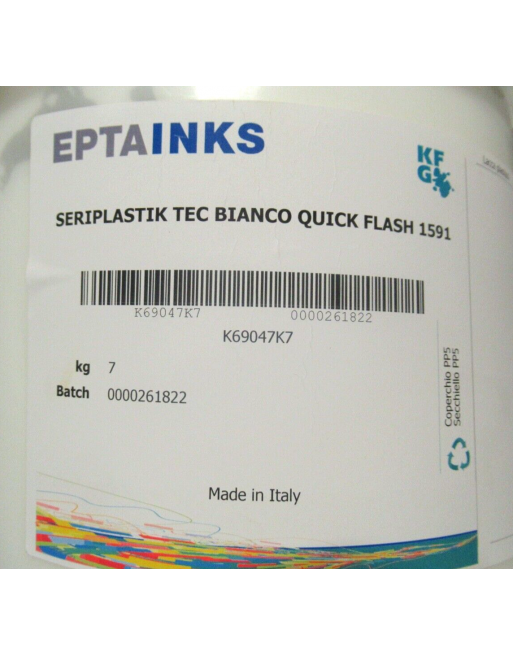 EPTAINKS
KF
G
SERIPLASTIK TEC BIANCO QUICK FLASH 1591
K69047K7 0000261822
K69047K7
kg 7
Batch 0000261822
Coperchio PP5
Secchiello PP5
Made in Italy